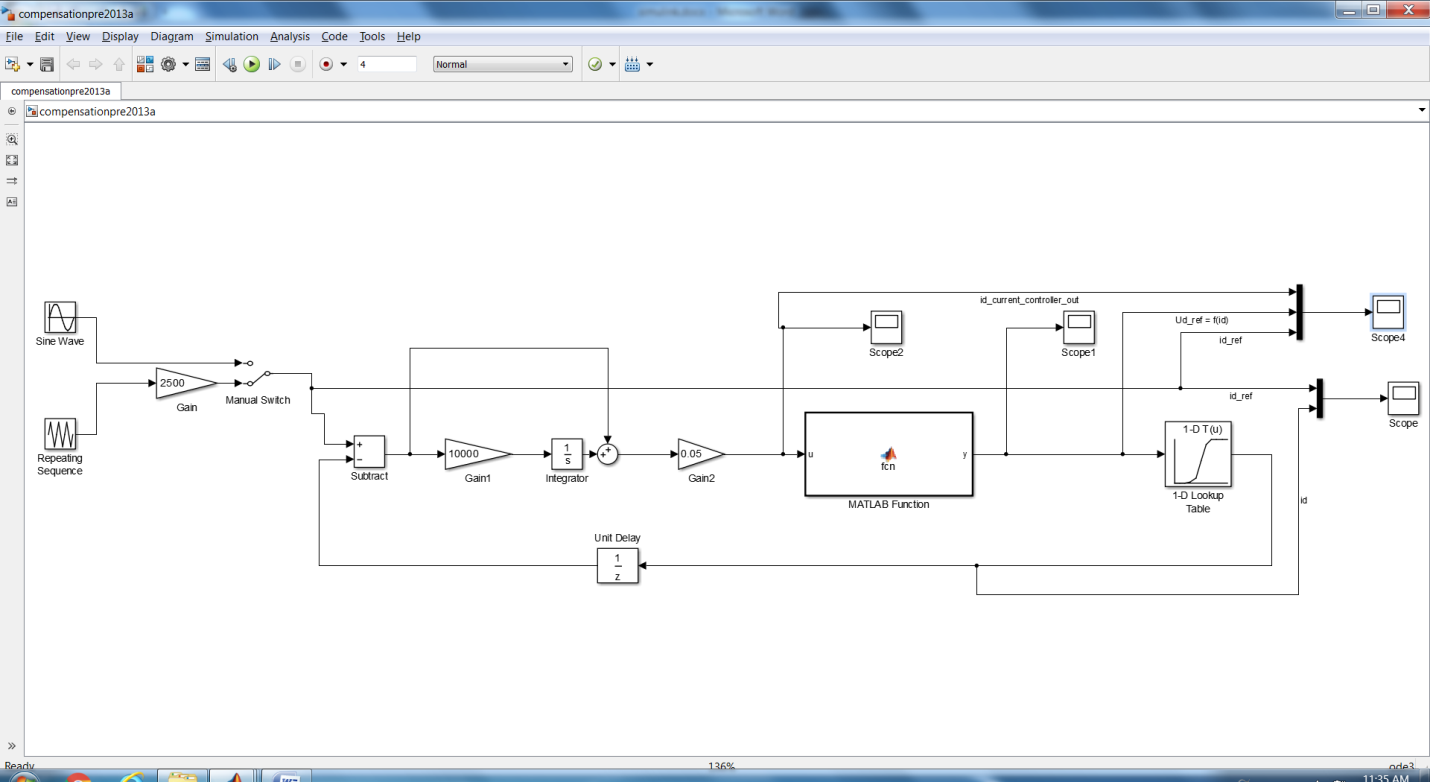 compensationpre2013a
File Edit View Display Diagram Simulation Analysis Code Tools Help
4 Normal
compensationpre2013a
compensationpre2013a
id_current_controller_out
Ud_ref = f(id)
id_ref
Scope4
Sine Wave
Scope2
Scope1
2500
Gain
Manual Switch
id_ref
Scope
Repeating
Sequence
+
−
Subtract
10000
Gain1
1
s
Integrator
+
+
0.05
Gain2
u
fcn
y
MATLAB Function
1-D T(u)
1-D Lookup
Table
id
Unit Delay
1
z
Ready
136%
ode3
11:35 AM